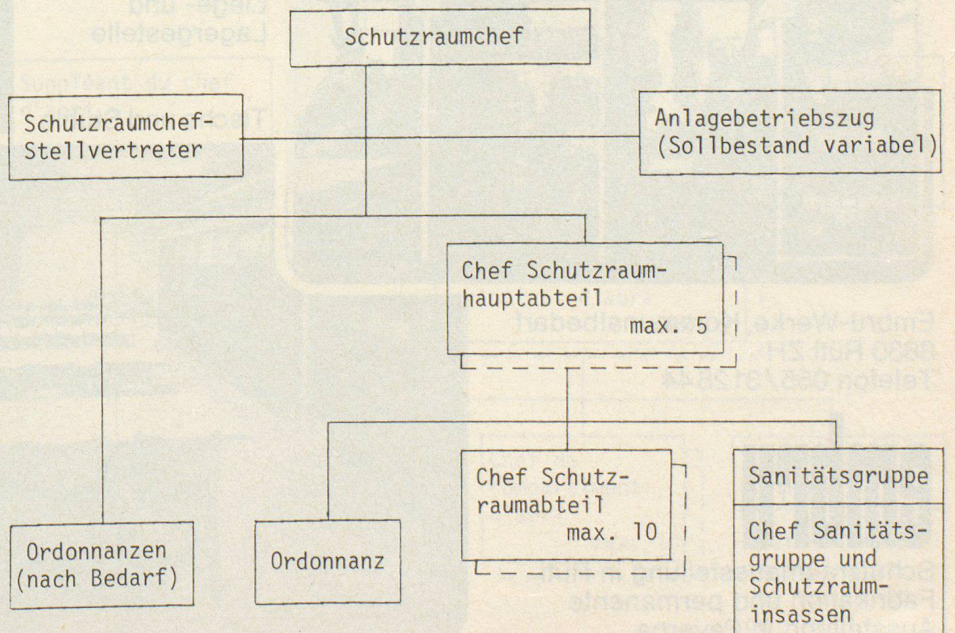 Schutzraumchef
Schutzraumchef-
Stellvertreter
Anlagebetriebszug
(Sollbestand variabel)
Chef Schutzraum-
hauptabteil
max. 5
Ordonnanzen
(nach Bedarf)
Ordonnanz
Chef Schutz-
raumabteil
max. 10
Sanitätsgruppe
Chef Sanitäts-
gruppe und
Schutzraum-
insassen